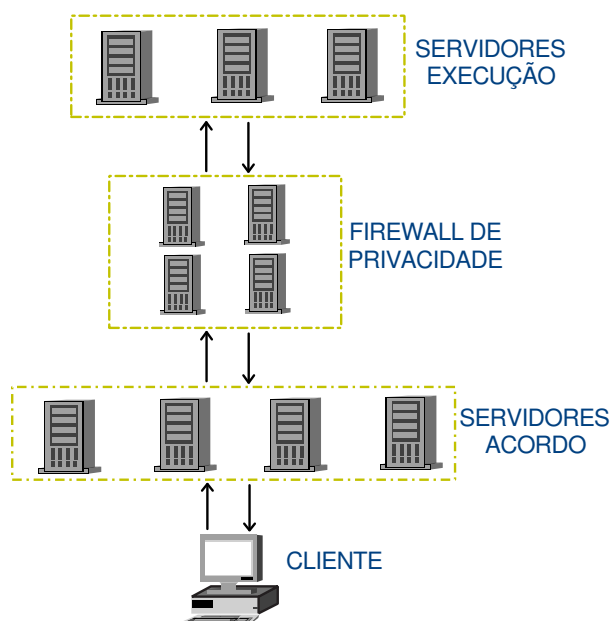 SERVIDORES
EXECUÇÃO
FIREWALL DE
PRIVACIDADE
SERVIDORES
ACORDO
CLIENTE